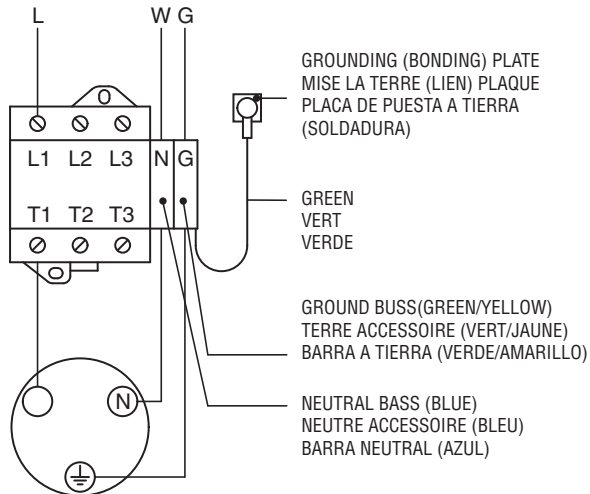 L W G
GROUNDING (BONDING) PLATE
MISE LA TERRE (LIEN) PLAQUE
PLACA DE PUESTA A TIERRA
(SOLDADURA)
L1 L2 L3 N G
T1 T2 T3
GREEN
VERT
VERDE
GROUND BUSS(GREEN/YELLOW)
TERRE ACCESSOIRE (VERT/JAUNE)
BARRA A TIERRA (VERDE/AMARILLO)
N
NEUTRAL BASS (BLUE)
NEUTRE ACCESSOIRE (BLEU)
BARRA NEUTRAL (AZUL)